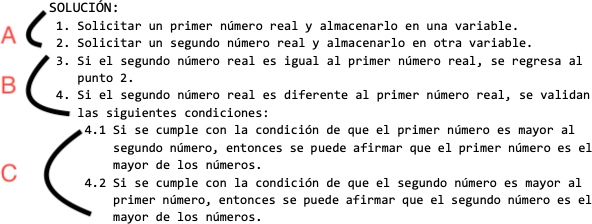 SOLUCIÓN:
A
1. Solicitar un primer número real y almacenarlo en una variable.
2. Solicitar un segundo número real y almacenarlo en otra variable.
B
3. Si el segundo número real es igual al primer número real, se regresa al
punto 2.
4. Si el segundo número real es diferente al primer número real, se validan
las siguientes condiciones:
C
4.1 Si se cumple con la condición de que el primer número es mayor al
segundo número, entonces se puede afirmar que el primer número es el
mayor de los números.
4.2 Si se cumple con la condición de que el segundo número es mayor al
primer número, entonces se puede afirmar que el segundo número es el
mayor de los números.